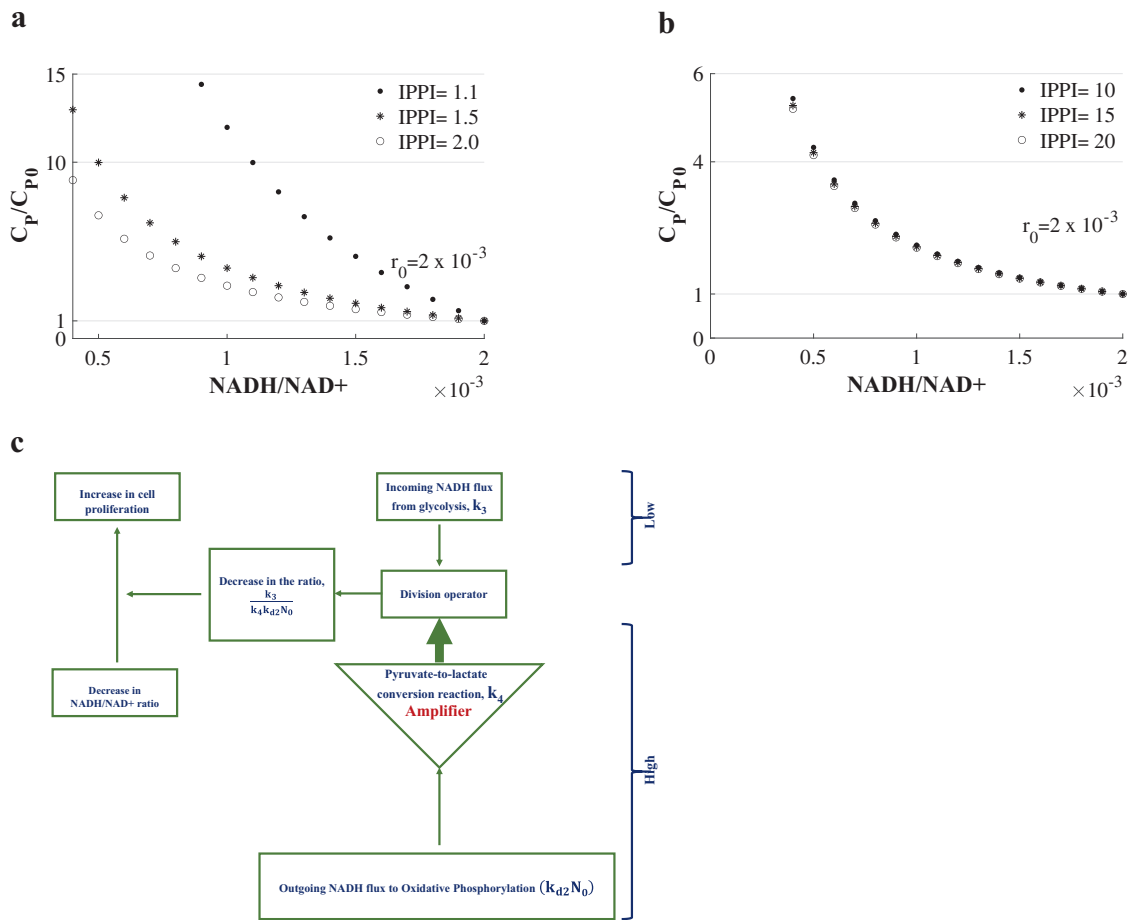 a
15
10
1
0
C_P/C_P0
IPPI= 1.1
IPPI= 1.5
IPPI= 2.0
r_0=2 x 10^-3
0.5
1
1.5
2
NADH/NAD+
×10^-3
b
6
4
1
0
C_P/C_P0
IPPI= 10
IPPI= 15
IPPI= 20
r_0=2 x 10^-3
0
0.5
1
1.5
2
NADH/NAD+
×10^-3
c
Increase in cell
proliferation
Incoming NADH flux
from glycolysis, k_3
Low
Decrease in the ratio,
k_3
k_4k_d2N_0
Division operator
Decrease in
NADH/NAD+ ratio
Pyruvate-to-lactate
conversion reaction, k_4
Amplifier
High
Outgoing NADH flux to Oxidative Phosphorylation (k_d2N_0)